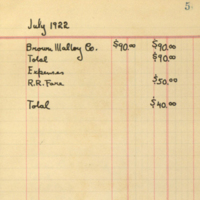 5
July 1922
Brown Malloy Co. $90.00 $90.00
Total $90.00
Expenses
R.R. Fare $50.00
Total $40.00